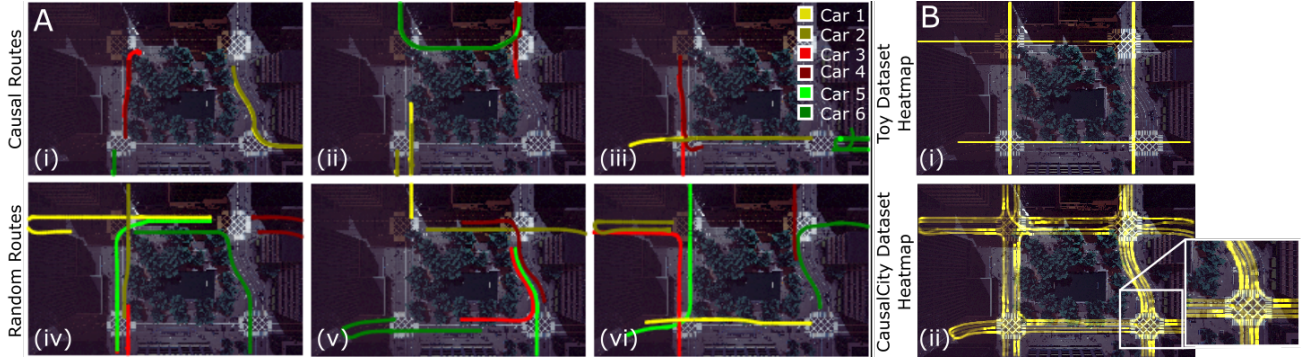 A
Causal Routes
(i)
(ii)
(iii)
Car 1
Car 2
Car 3
Car 4
Car 5
Car 6
Random Routes
(iv)
(v)
(vi)
B
Toy Dataset
Heatmap
(i)
CausalCity Dataset
Heatmap
(ii)